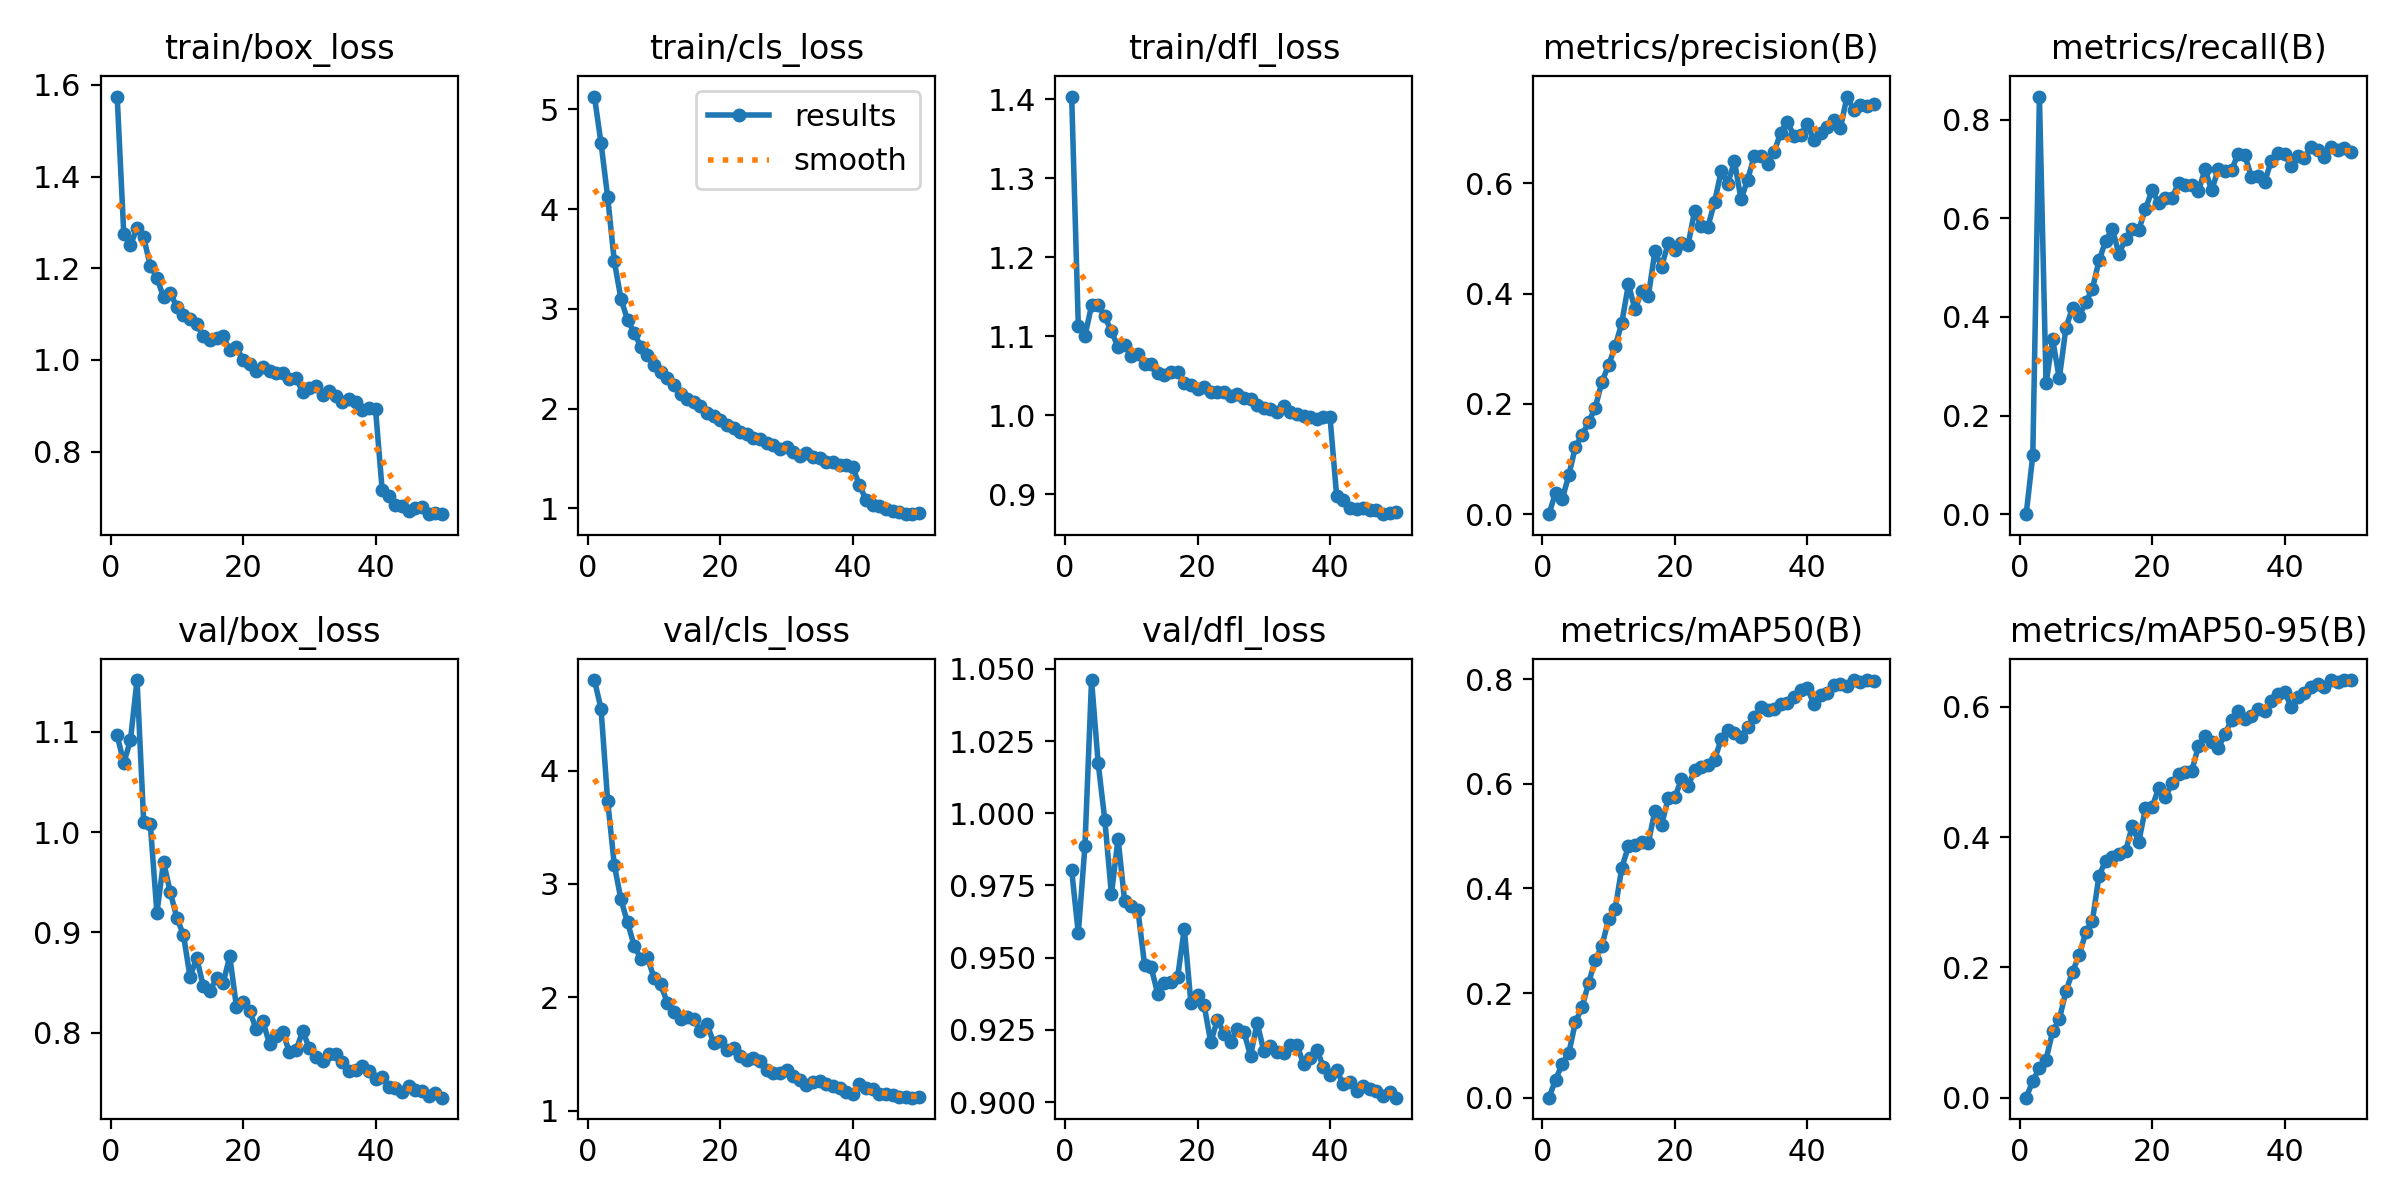 train/box_loss
1.6
1.4
1.2
1.0
0.8
0 20 40
train/cls_loss
results
smooth
5
4
3
2
1
0 20 40
train/dfl_loss
1.4
1.3
1.2
1.1
1.0
0.9
0 20 40
metrics/precision(B)
0.6
0.4
0.2
0.0
0 20 40
metrics/recall(B)
0.8
0.6
0.4
0.2
0.0
0 20 40
val/box_loss
1.1
1.0
0.9
0.8
0 20 40
val/cls_loss
4
3
2
1
0 20 40
val/dfl_loss
1.050
1.025
1.000
0.975
0.950
0.925
0.900
0 20 40
metrics/mAP50(B)
0.8
0.6
0.4
0.2
0.0
0 20 40
metrics/mAP50-95(B)
0.6
0.4
0.2
0.0
0 20 40